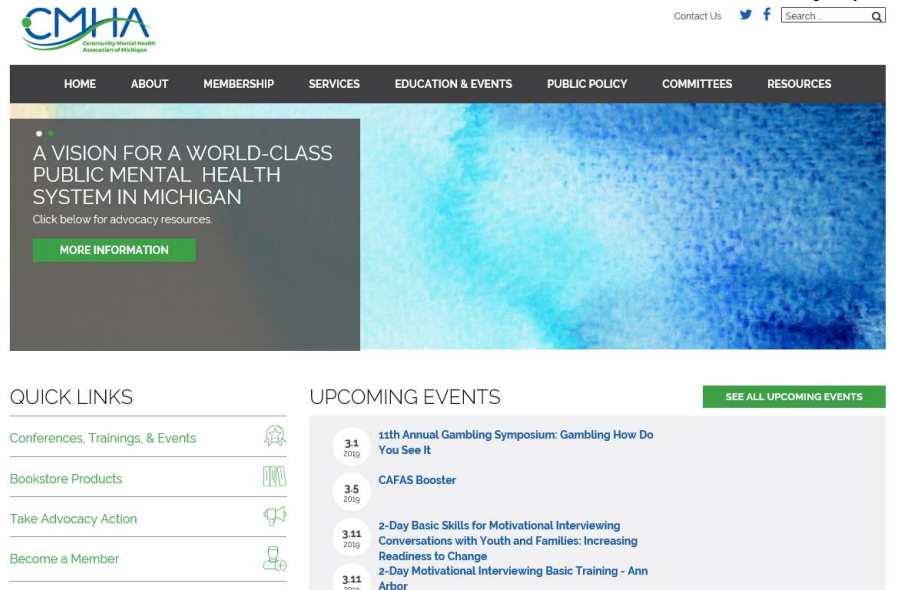 CMHA
Community Mental Health
Association of Michigan
Contact Us
Search ..
HOME ABOUT MEMBERSHIP SERVICES EDUCATION & EVENTS PUBLIC POLICY COMMITTEES RESOURCES
A VISION FOR A WORLD-CLASS
PUBLIC MENTAL HEALTH
SYSTEM IN MICHIGAN
Click below for advocacy resources.
MORE INFORMATION
QUICK LINKS
Conferences, Trainings, & Events
Bookstore Products
Take Advocacy Action
Become a Member
UPCOMING EVENTS
SEE ALL UPCOMING EVENTS
3.1
2019
11th Annual Gambling Symposium: Gambling How Do
You See It
3.5
2019
CAFAS Booster
3.11
2019
2-Day Basic Skills for Motivational Interviewing
Conversations with Youth and Families: Increasing
Readiness to Change
3.11
2019
2-Day Motivational Interviewing Basic Training - Ann
Arbor